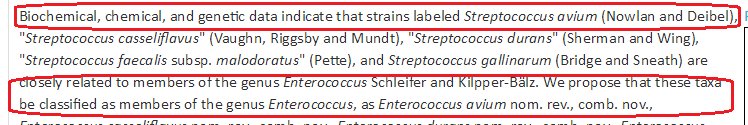 Biochemical, chemical, and genetic data indicate that strains labeled Streptococcus avium (Nowlan and Deibel),
"Streptococcus casseliflavus" (Vaughn, Riggsby and Mundt), "Streptococcus durans" (Sherman and Wing),
"Streptococcus faecalis subsp. malodoratus" (Pette), and Streptococcus gallinarum (Bridge and Sneath) are
closely related to members of the genus Enterococcus Schleifer and Kilpper-Bälz. We propose that these taxa
be classified as members of the genus Enterococcus, as Enterococcus avium nom. rev., comb. nov.,